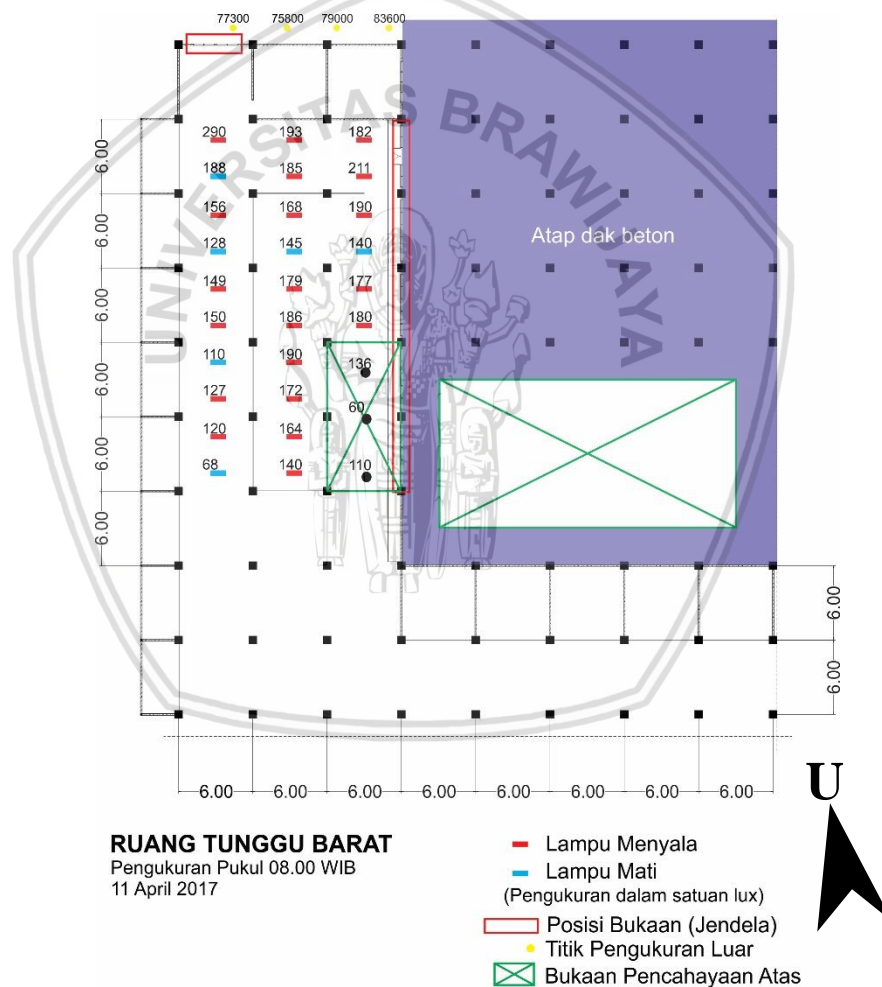 77300 75800 79000 83600
UNIVERSITAS BRAWIJAYA
290 193 182
188 185 211
156 168 190
128 145 140
149 179 177
150 186 180
110 190 136
127 172 60
120 164
68 140 110
Atap dak beton
6.00
6.00
6.00
6.00
6.00
6.00
6.00
6.00
6.00 6.00 6.00 6.00 6.00 6.00 6.00 6.00
U
RUANG TUNGGU BARAT
Pengukuran Pukul 08.00 WIB
11 April 2017
Lampu Menyala
Lampu Mati
(Pengukuran dalam satuan lux)
Posisi Bukaan (Jendela)
Titik Pengukuran Luar
Bukaan Pencahayaan Atas